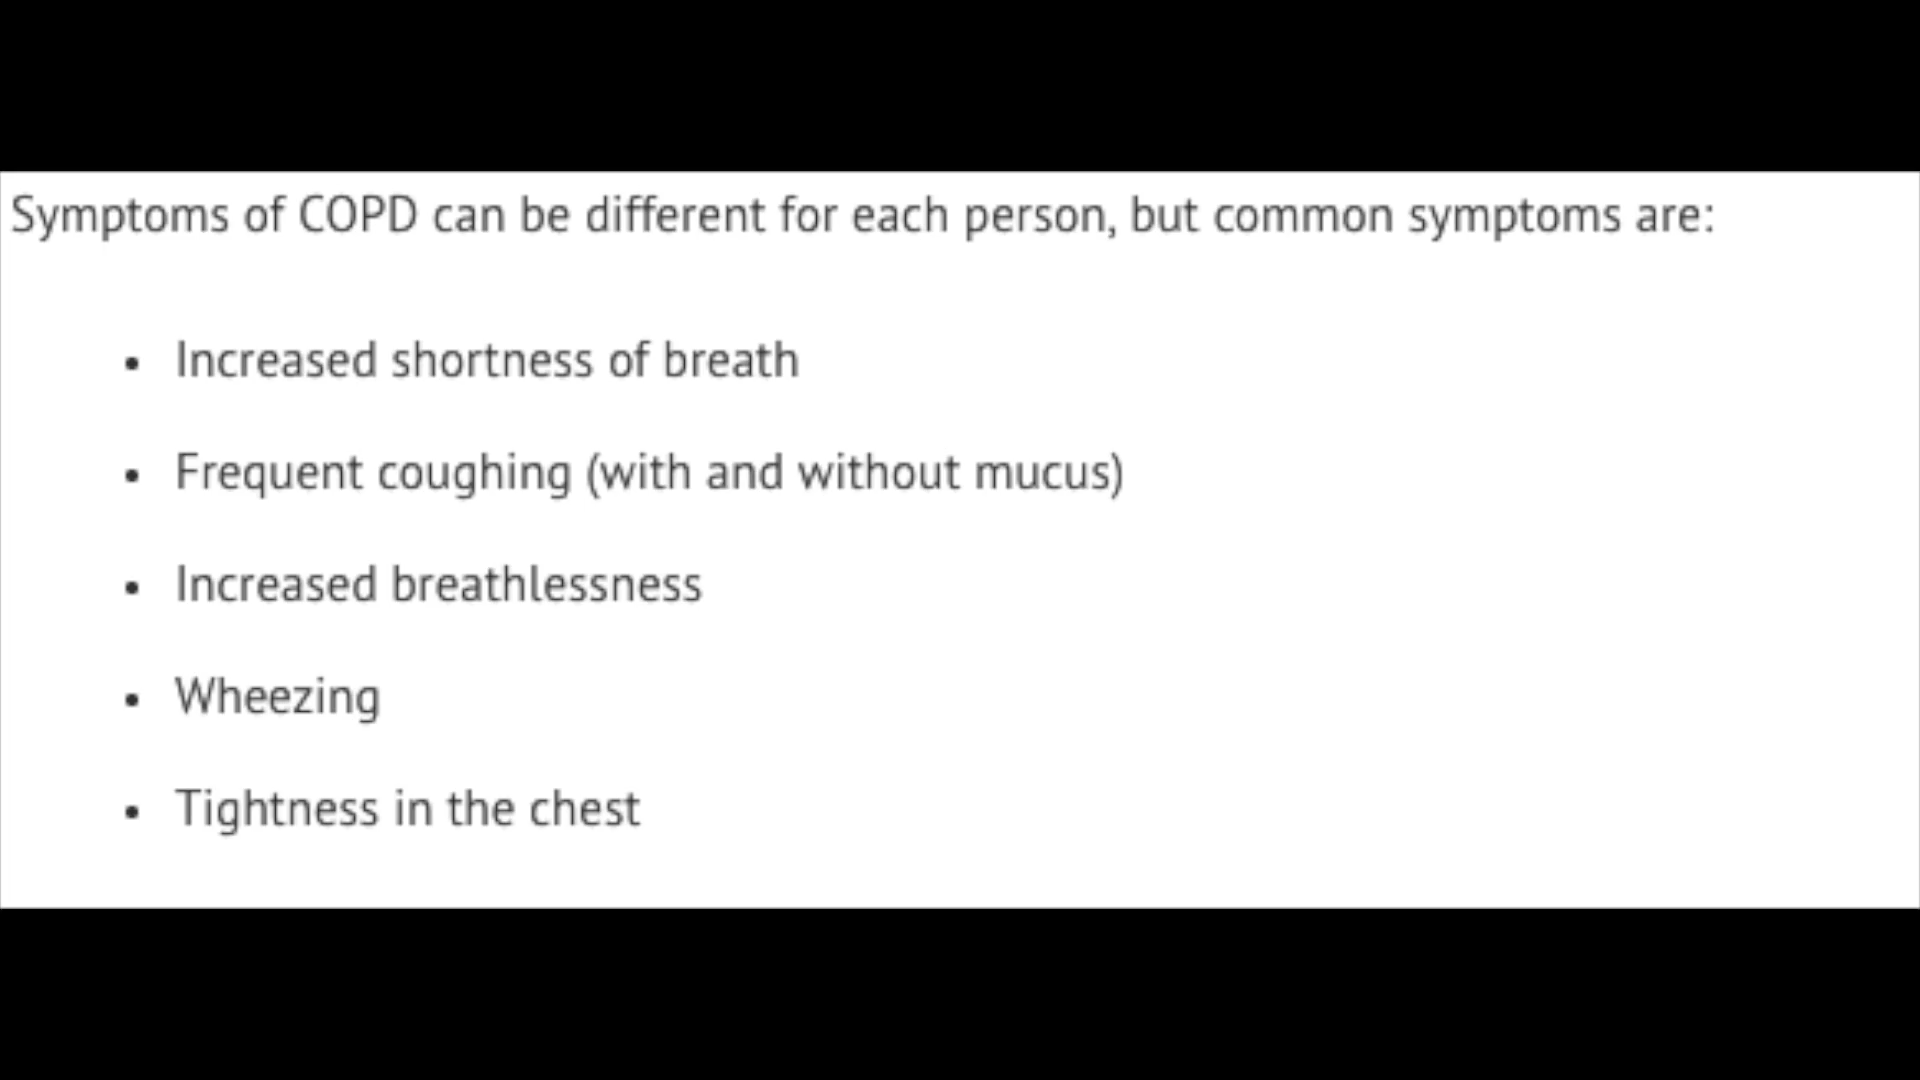 Symptoms of COPD can be different for each person, but common symptoms are:
• Increased shortness of breath
• Frequent coughing (with and without mucus)
• Increased breathlessness
• Wheezing
• Tightness in the chest